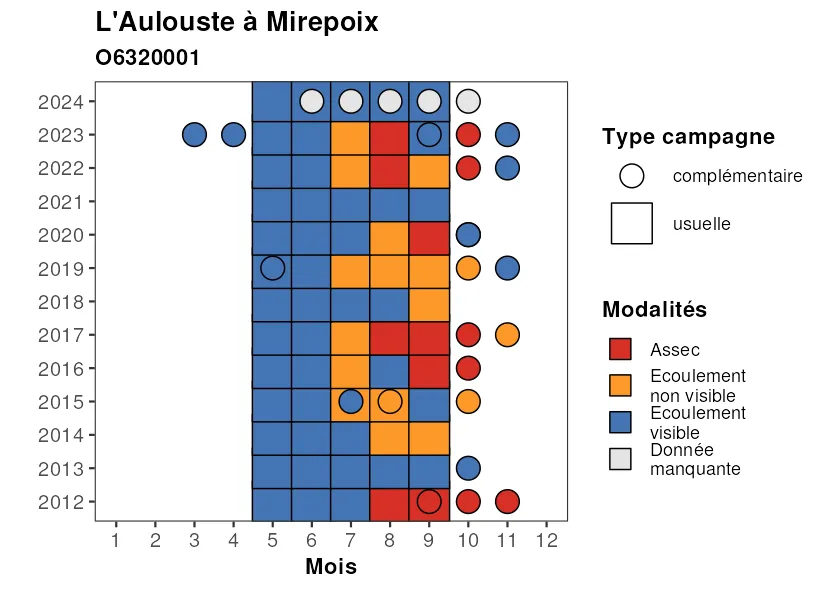 L'Aulouste à Mirepoix
O6320001
2024
2023
2022
2021
2020
2019
2018
2017
2016
2015
2014
2013
2012
1 2 3 4 5 6 7 8 9 10 11 12
Mois
Type campagne
complémentaire
usuelle
Modalités
Assec
Ecoulement
non visible
Ecoulement
visible
Donnée
manquante